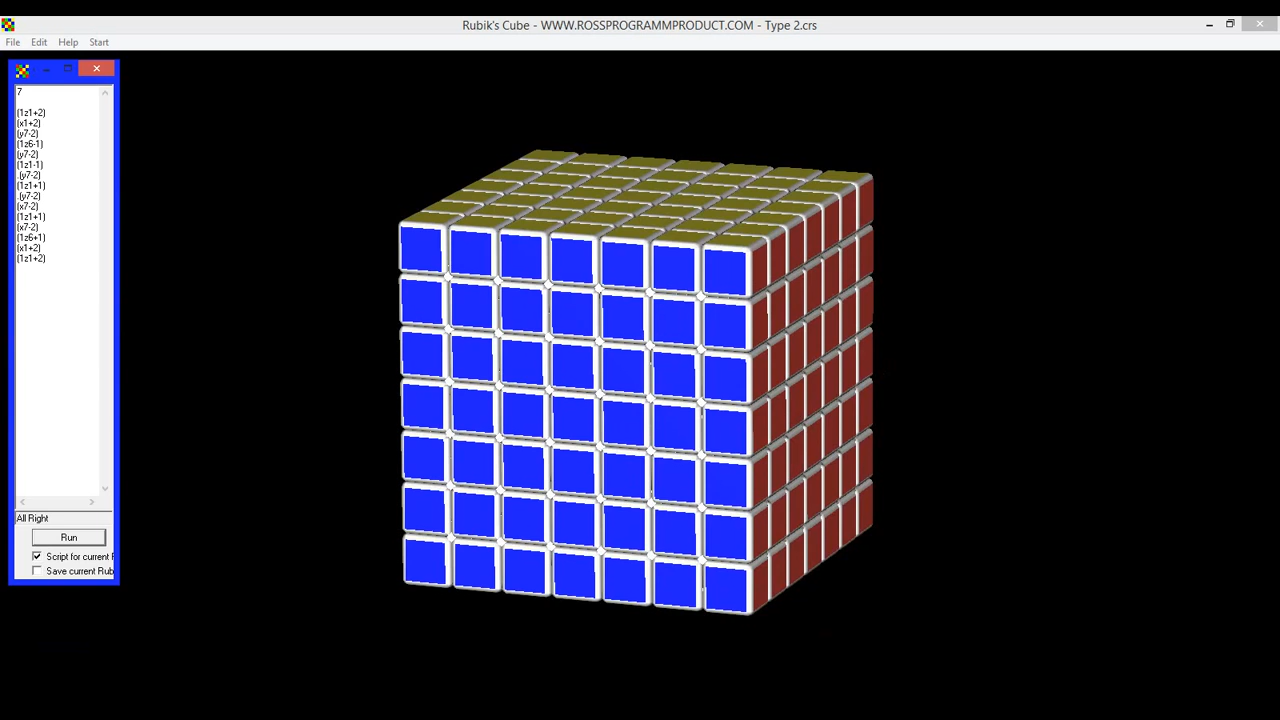 Rubik's Cube - WWW.ROSSPROGRAMMPRODUCT.COM - Type 2.crs
File Edit Help Start
7
(1z1+2)
(x1+2)
(y7-2)
(1z6-1)
(y7-2)
(1z1-1)
.(y7-2)
(1z1+1)
.(y7-2)
(x7-2)
(1z1+1)
(x7-2)
(1z6+1)
(x1+2)
(1z1+2)
All Right
Run
Script for current F
Save current Rub